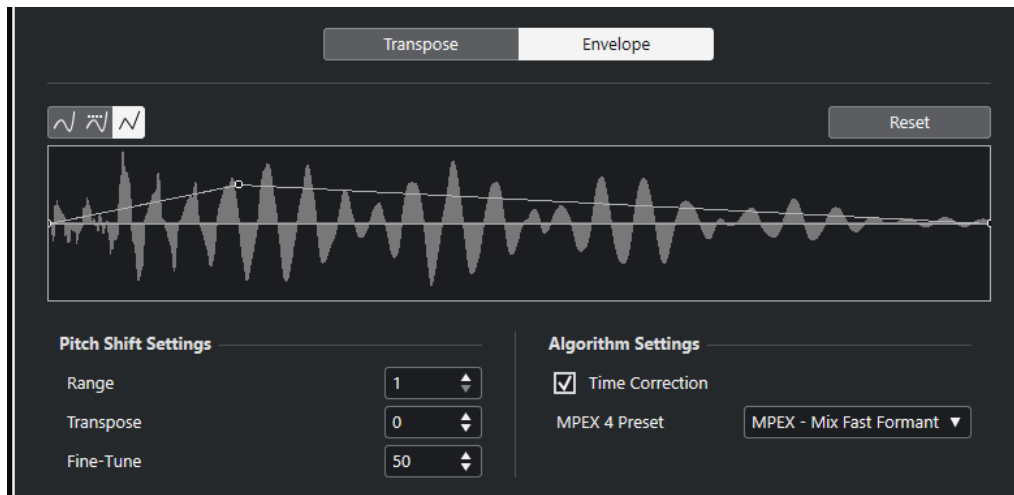 Transpose Envelope
Reset
Pitch Shift Settings
Range 1
Transpose 0
Fine-Tune 50
Algorithm Settings
Time Correction
MPEX 4 Preset MPEX - Mix Fast Formant